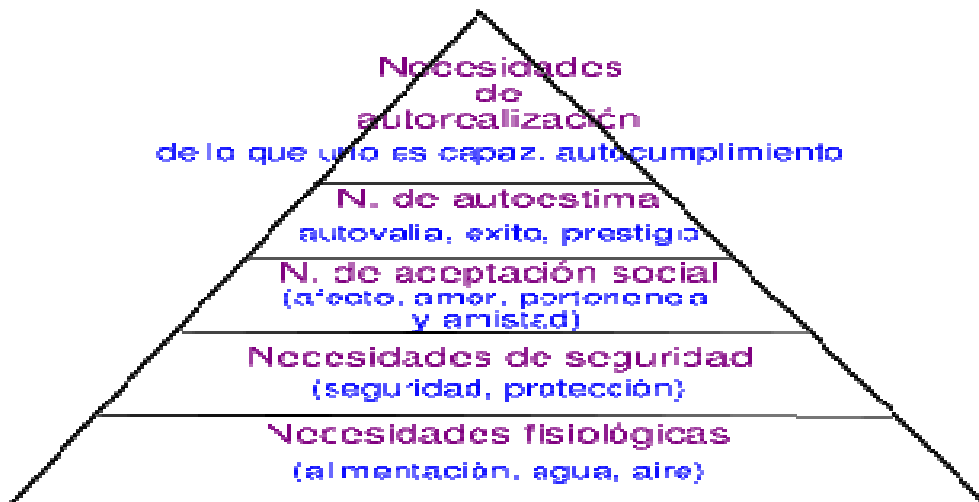 Necesidades
de
autorealización
de lo que uno es capaz. autocumplimiento
N. de autoestima
autovalia, exito, prestigio
N. de aceptación social
(afecto, amor, pertenencia
y amistad)
Necesidades de seguridad
(seguridad, protección)
Necesidades fisiológicas
(alimentación, agua, aire)